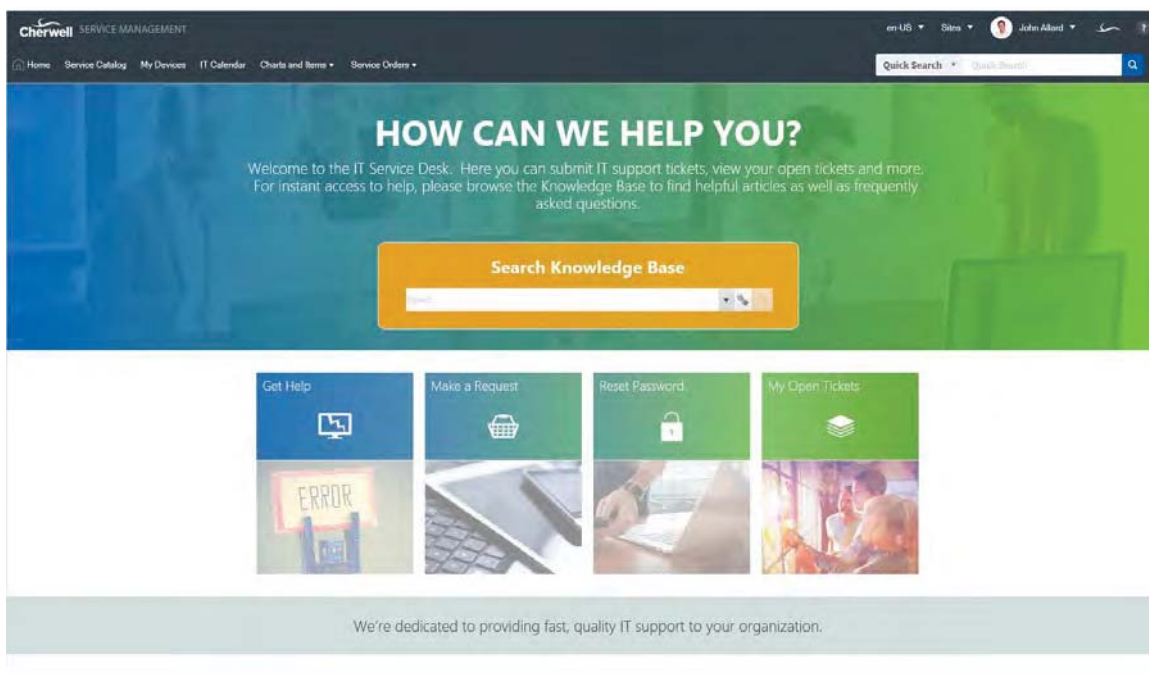 Cherwell SERVICE MANAGEMENT
en-US Sites John Allard ?
Home Service Catalog My Devices IT Calendar Charts and Items Service Orders
Quick Search Quick Search
HOW CAN WE HELP YOU?
Welcome to the IT Service Desk. Here you can submit IT support tickets, view your open tickets and more.
For instant access to help, please browse the Knowledge Base to find helpful articles as well as frequently
asked questions.
Search Knowledge Base
Get Help
Make a Request
Reset Password
My Open Tickets
ERROR
We're dedicated to providing fast, quality IT support to your organization.